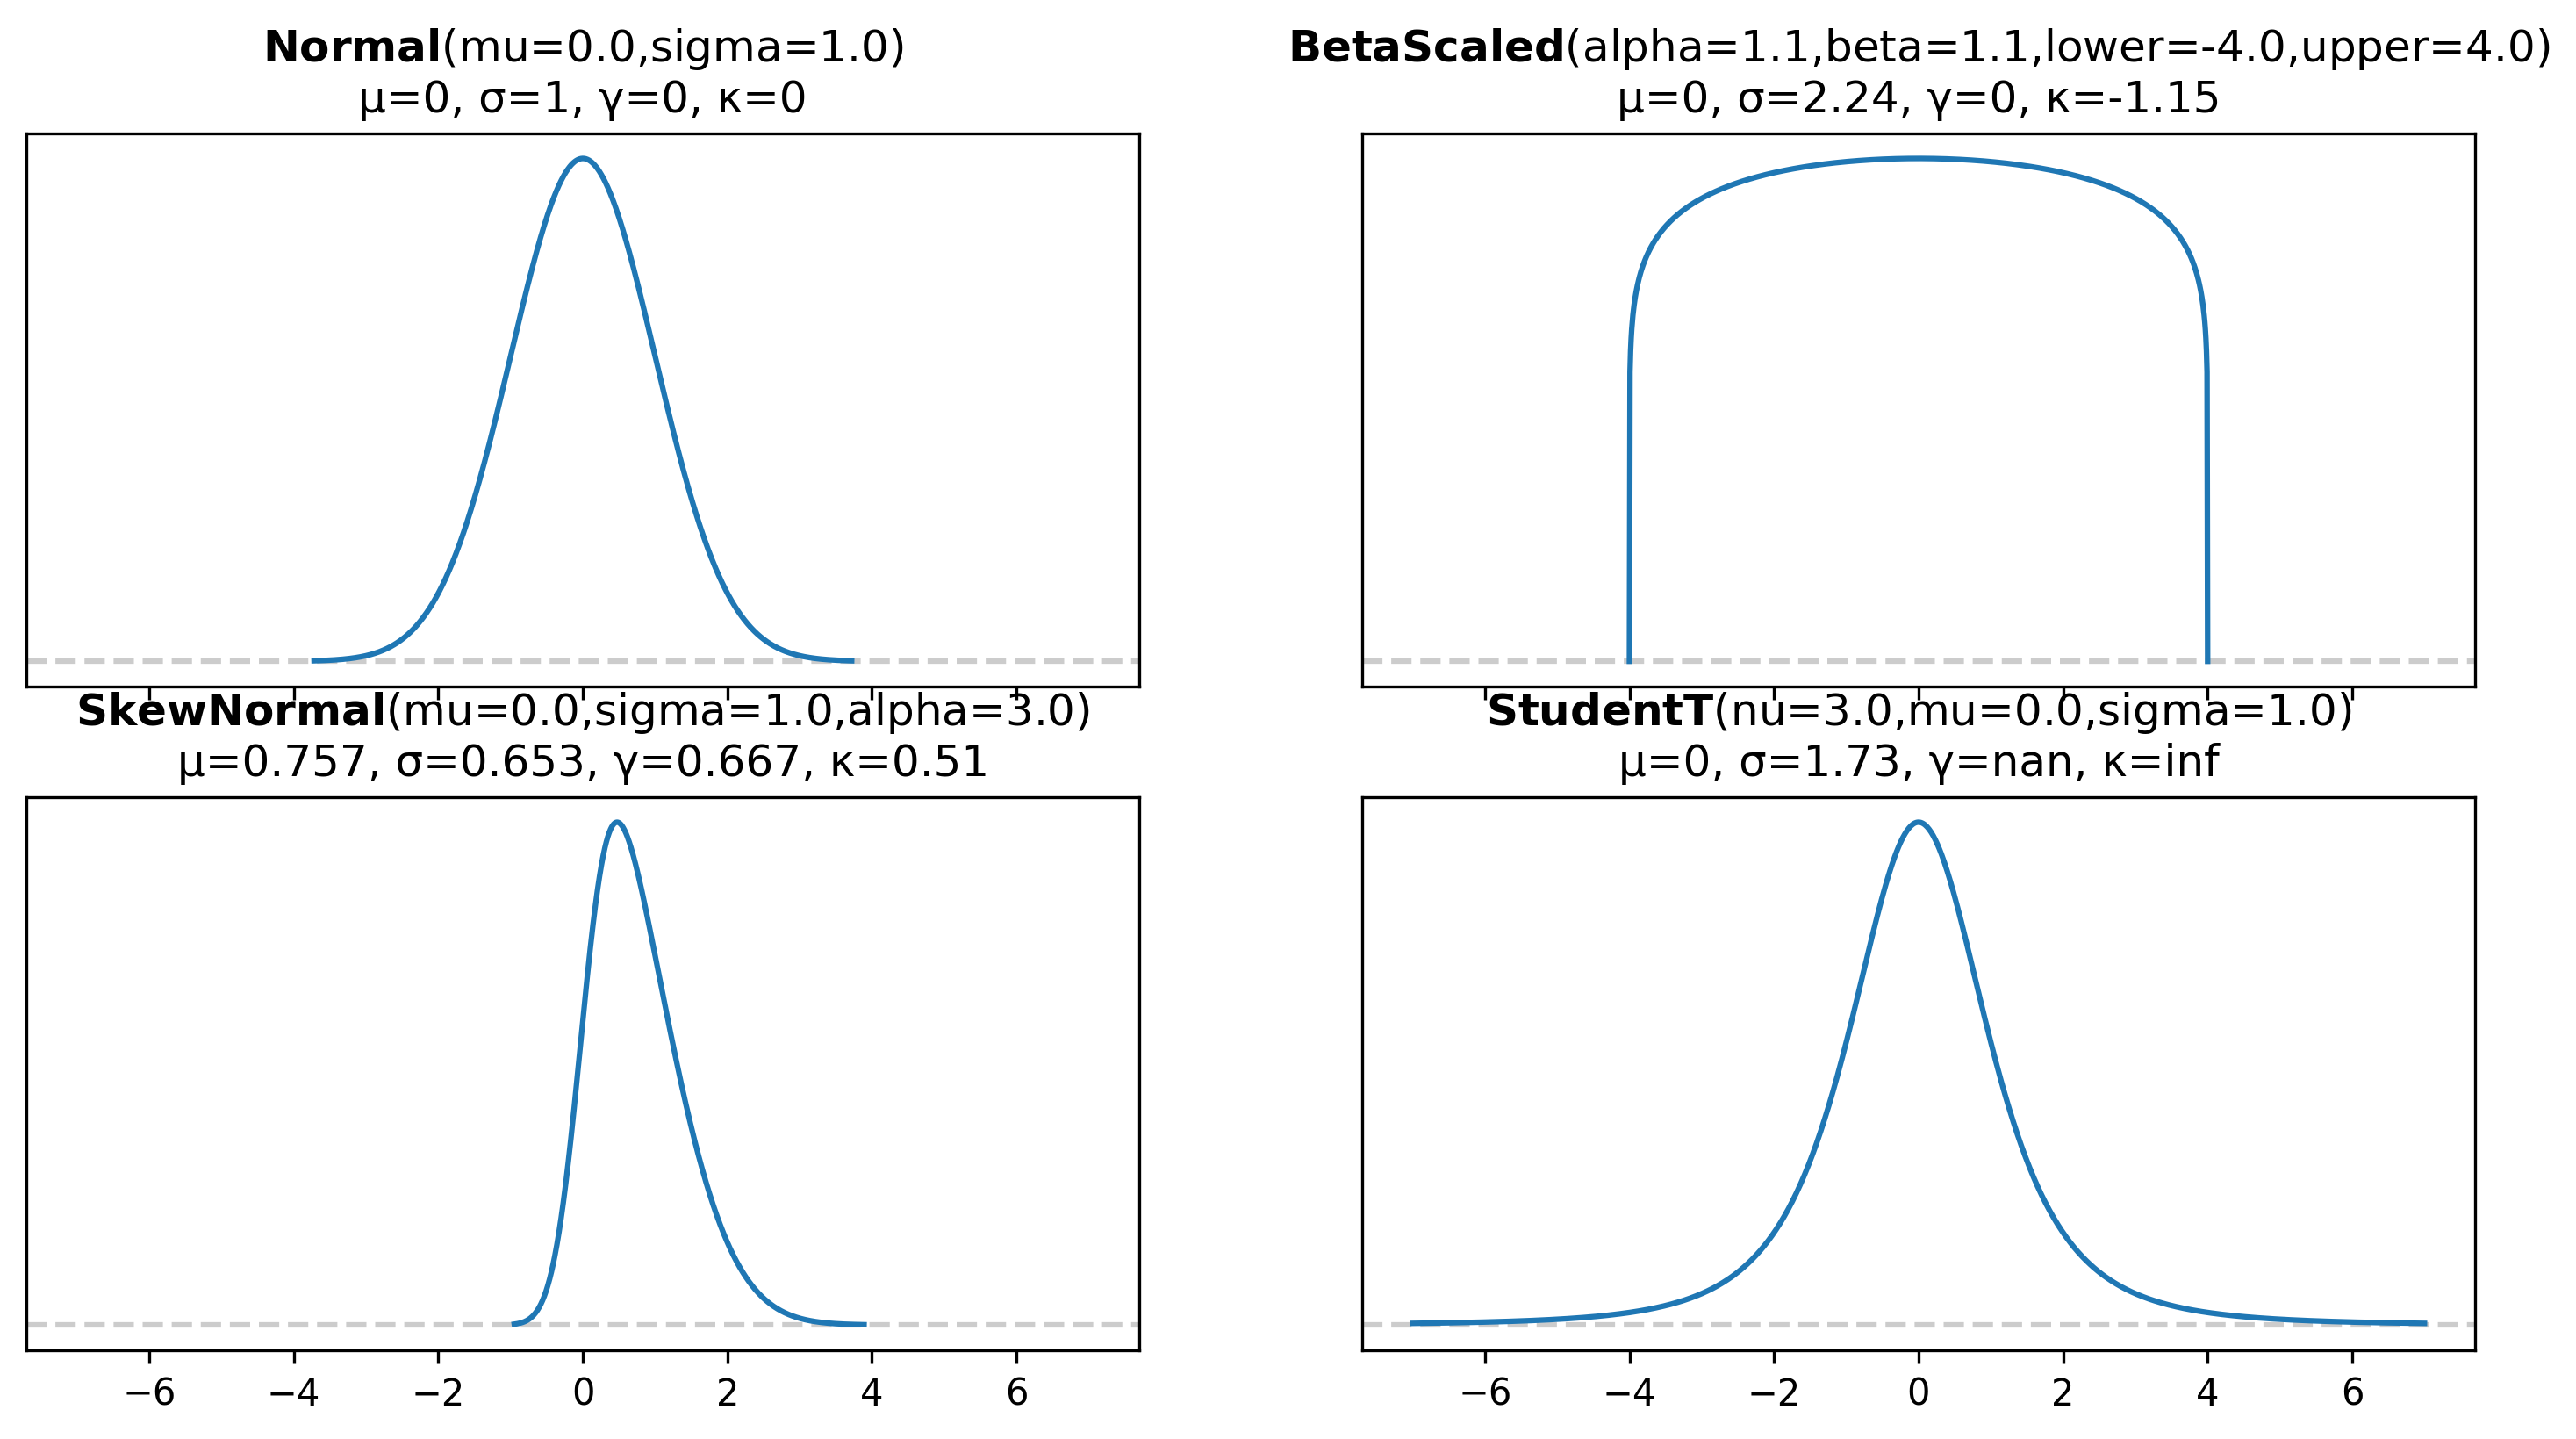 Normal(mu=0.0,sigma=1.0)
μ=0, σ=1, γ=0, κ=0
BetaScaled(alpha=1.1,beta=1.1,lower=-4.0,upper=4.0)
μ=0, σ=2.24, γ=0, κ=-1.15
SkewNormal(mu=0.0,sigma=1.0,alpha=3.0)
μ=0.757, σ=0.653, γ=0.667, κ=0.51
−6 −4 −2 0 2 4 6
StudentT(nu=3.0,mu=0.0,sigma=1.0)
μ=0, σ=1.73, γ=nan, κ=inf
−6 −4 −2 0 2 4 6